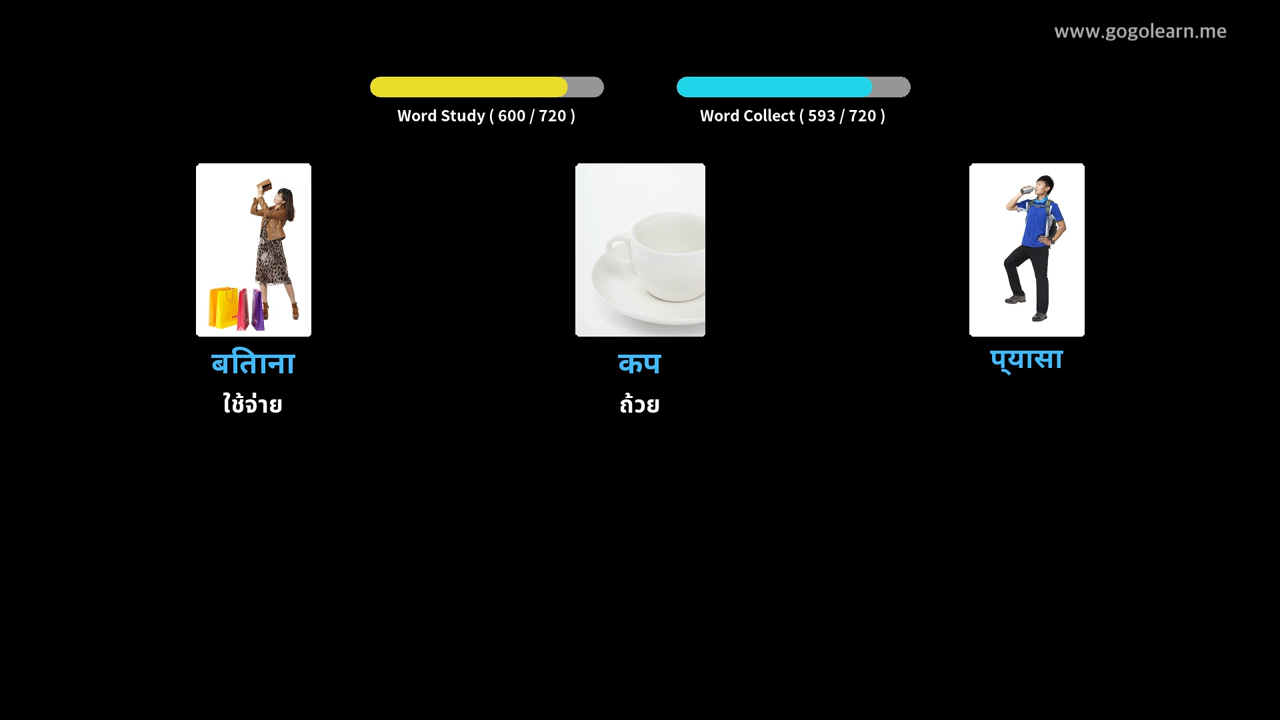 www.gogolearn.me
Word Study ( 600 / 720 )
Word Collect ( 593 / 720 )
बिताना
ใช้จ่าย
कप
ถ้วย
प्यासा